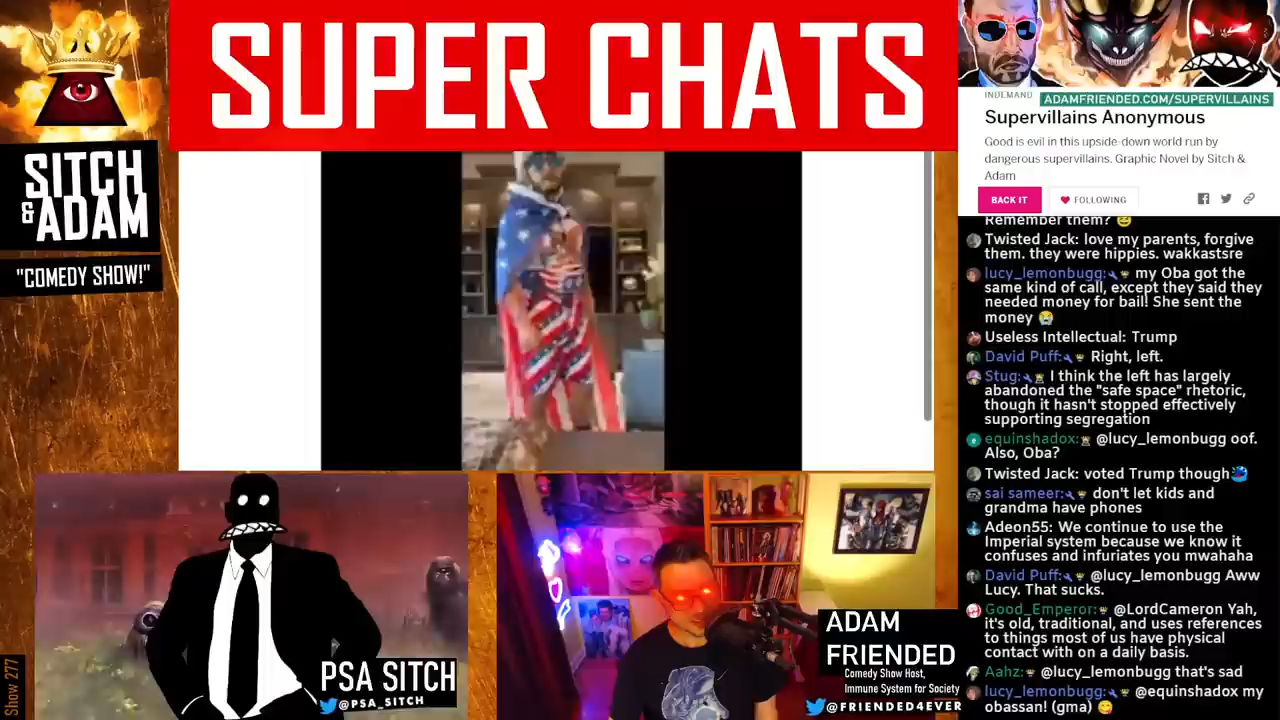 SUPER CHATS
SITCH
& ADAM
"COMEDY SHOW!"
Show 277
PSA SITCH
@PSA_SITCH
ADAM
FRIENDED
Comedy Show Host,
Immune System for Society
@FRIENDED4EVER
INDEMAND
ADAMFRIENDED.COM/SUPERVILLAINS
Supervillains Anonymous
Good is evil in this upside-down world run by
dangerous supervillains. Graphic Novel by Sitch &
Adam
BACK IT
FOLLOWING
Remember them?
Twisted Jack: love my parents, forgive
them. they were hippies. wakkastsre
lucy_lemonbugg: my Oba got the
same kind of call, except they said they
needed money for bail! She sent the
money
Useless Intellectual: Trump
David Puff: Right, left.
Stug: I think the left has largely
abandoned the "safe space" rhetoric,
though it hasn't stopped effectively
supporting segregation
equinshadox: @lucy_lemonbugg oof.
Also, Oba?
Twisted Jack: voted Trump though
sai sameer: don't let kids and
grandma have phones
Adeon55: We continue to use the
Imperial system because we know it
confuses and infuriates you mwahaha
David Puff: @lucy_lemonbugg Aww
Lucy. That sucks.
Good_Emperor: @LordCameron Yah,
it's old, traditional, and uses references
to things most of us have physical
contact with on a daily basis.
Aahz: @lucy_lemonbugg that's sad
lucy_lemonbugg: @equinshadox my
obassan! (gma)